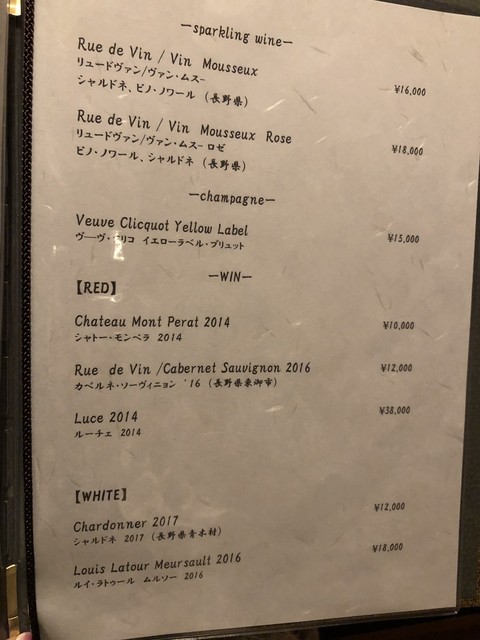 —sparkling wine—
Rue de Vin / Vin Mousseux
リュードヴァン/ヴァン・ムス-
シャルドネ、ピノ・ノワール (長野県)
¥16,000
Rue de Vin / Vin Mousseux Rose
リュードヴァン/ヴァン・ムス- ロゼ
ピノ・ノワール、シャルドネ (長野県)
¥18,000
—champagne—
Veuve Clicquot Yellow Label
イエローラベル・ブリュット
¥15,000
—WIN—
【RED】
Chateau Mont Perat 2014
シャトー・モンペラ 2014
¥10,000
Rue de Vin /Cabernet Sauvignon 2016
カベルネ・ソーヴィニョン '16 (長野県東御市)
¥12,000
Luce 2014
ルーチェ 2014
¥38,000
【WHITE】
Chardonner 2017
シャルドネ 2017 (長野県青木村)
¥12,000
Louis Latour Meursault 2016
ルイ・ラトゥール ムルソー 2016
¥18,000